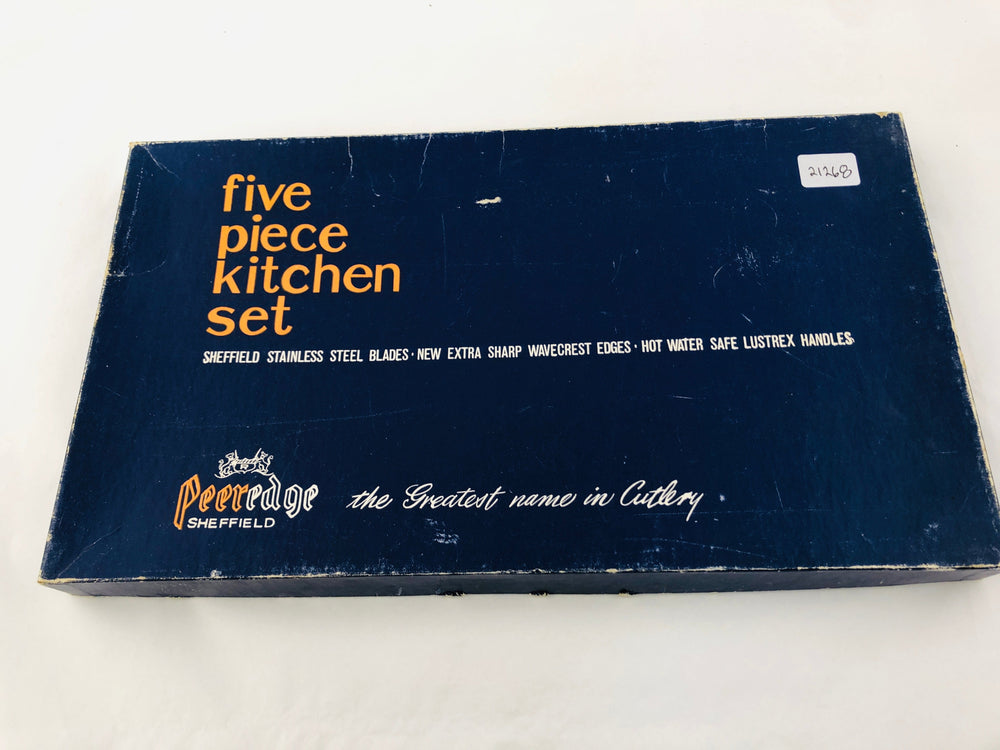 21268
five
piece
kitchen
set
SHEFFIELD STAINLESS STEEL BLADES · NEW EXTRA SHARP WAVECREST EDGES · HOT WATER SAFE LUSTREX HANDLES
Peeredge
SHEFFIELD
the Greatest name in Cutlery